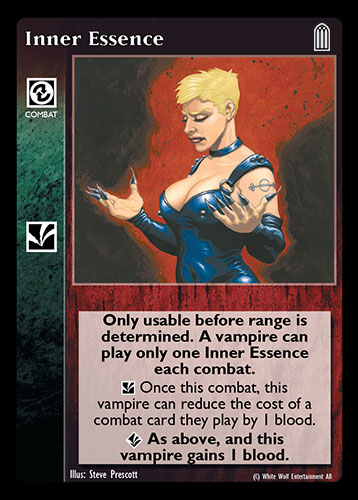 Inner Essence
COMBAT
Only usable before range is
determined. A vampire can
play only one Inner Essence
each combat.
Once this combat, this
vampire can reduce the cost of a
combat card they play by 1 blood.
As above, and this
vampire gains 1 blood.
Illus: Steve Prescott
(C) White Wolf Entertainment AB